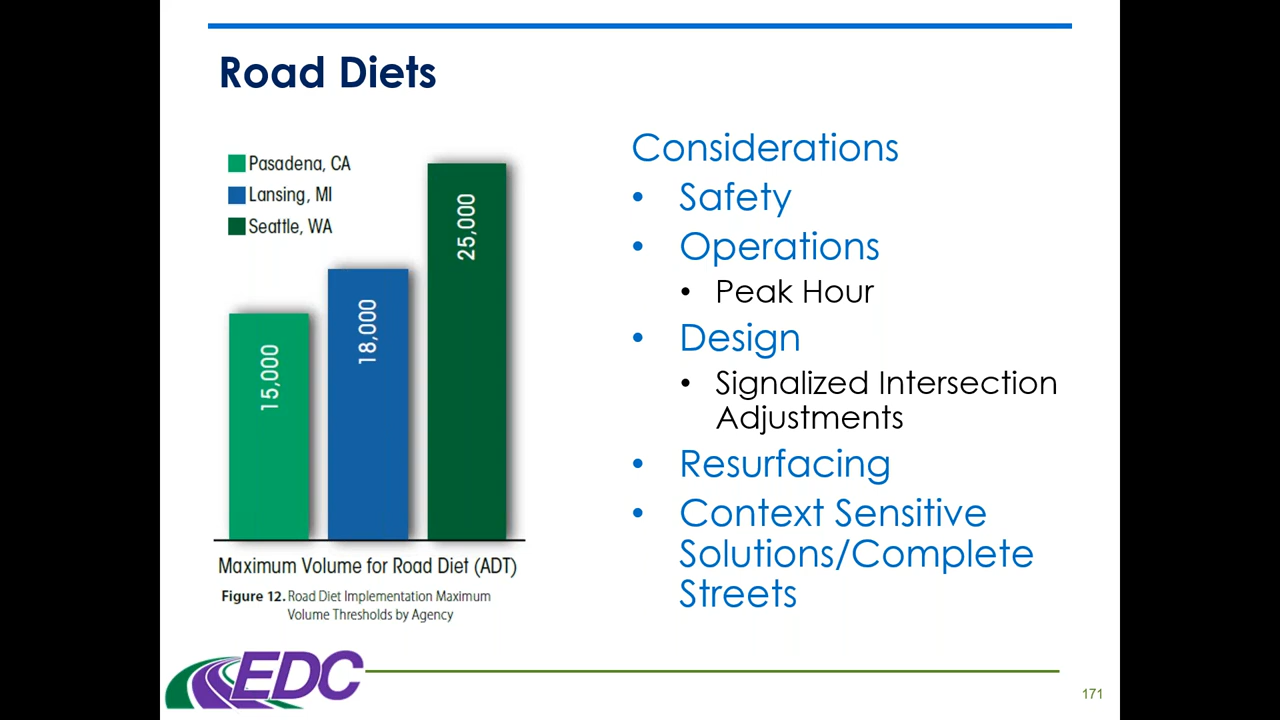 Road Diets
Pasadena, CA
Lansing, MI
Seattle, WA
15,000
18,000
25,000
Maximum Volume for Road Diet (ADT)
Figure 12. Road Diet Implementation Maximum
Volume Thresholds by Agency
Considerations
• Safety
• Operations
• Peak Hour
• Design
• Signalized Intersection
Adjustments
• Resurfacing
• Context Sensitive
Solutions/Complete
Streets
EDC
171